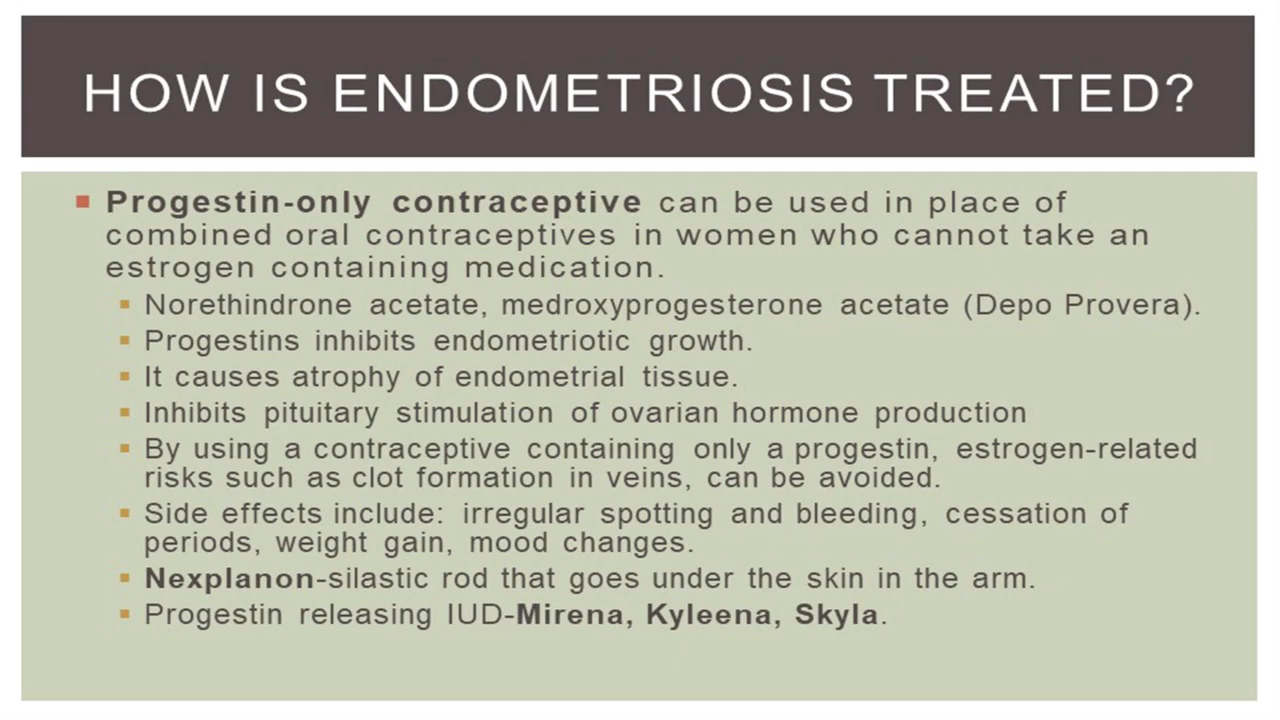 HOW IS ENDOMETRIOSIS TREATED?
Progestin-only contraceptive can be used in place of
combined oral contraceptives in women who cannot take an
estrogen containing medication.
Norethindrone acetate, medroxyprogesterone acetate (Depo Provera).
Progestins inhibits endometriotic growth.
It causes atrophy of endometrial tissue.
Inhibits pituitary stimulation of ovarian hormone production
By using a contraceptive containing only a progestin, estrogen-related
risks such as clot formation in veins, can be avoided.
Side effects include: irregular spotting and bleeding, cessation of
periods, weight gain, mood changes.
Nexplanon-silastic rod that goes under the skin in the arm.
Progestin releasing IUD-Mirena, Kyleena, Skyla.